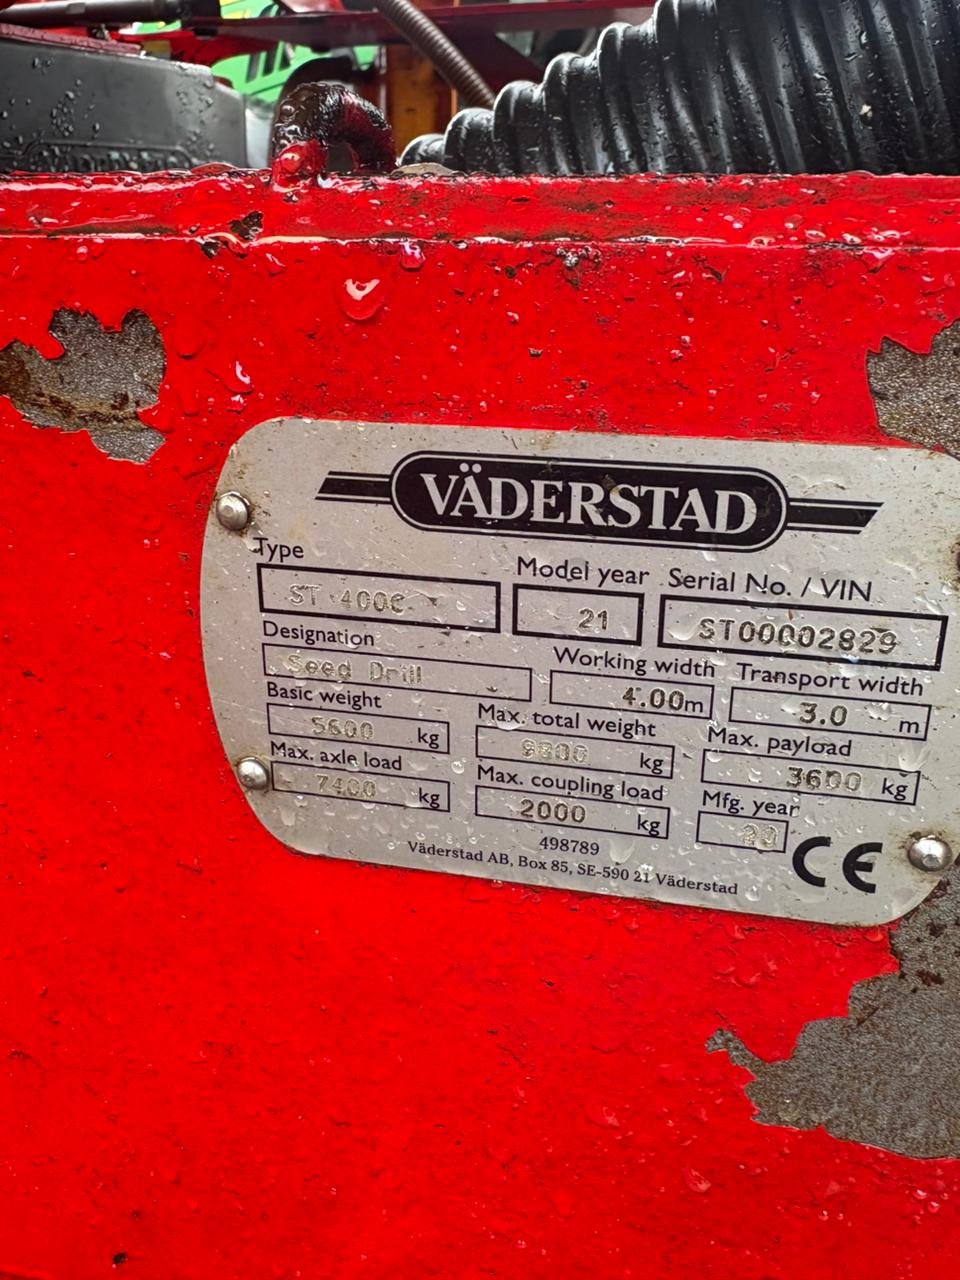 VÄDERSTAD
Type Model year Serial No. / VIN
ST 400C 21 ST00002829
Designation Working width Transport width
Seed Drill 4.00m 3.0 m
Basic weight Max. total weight Max. payload
5600 kg kg 3600 kg
Max. axle load Max. coupling load Mfg. year
7400 kg 2000 kg CE
498789
Väderstad AB, Box 85, SE-590 21 Väderstad